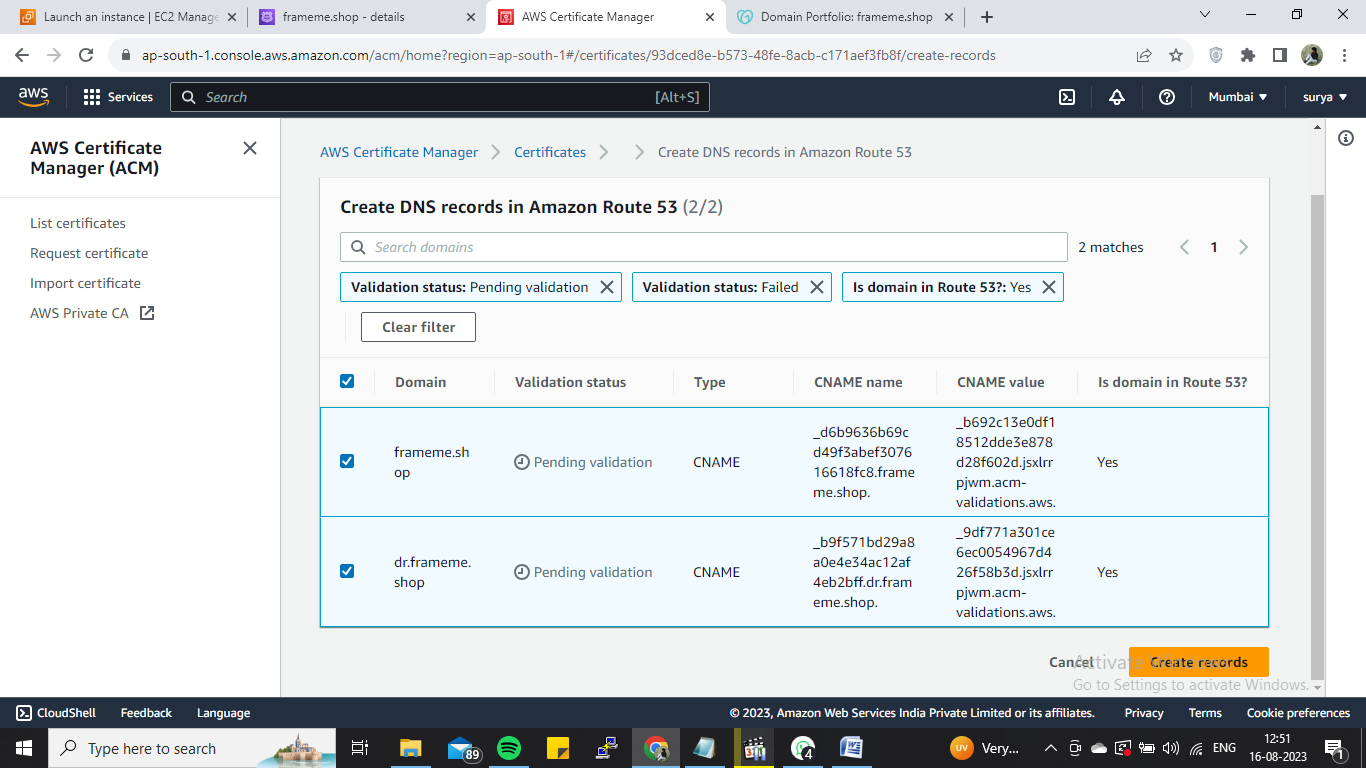 Launch an instance | EC2 Manage
frameme.shop - details
AWS Certificate Manager
Domain Portfolio: frameme.shop
ap-south-1.console.aws.amazon.com/acm/home?region=ap-south-1#/certificates/93dced8e-b573-48fe-8acb-c171aef3fb8f/create-records
aws
Services
Search
[Alt+S]
Mumbai
surya
AWS Certificate
Manager (ACM)
List certificates
Request certificate
Import certificate
AWS Private CA
AWS Certificate Manager
Certificates
Create DNS records in Amazon Route 53
Create DNS records in Amazon Route 53 (2/2)
Search domains
2 matches
1
Validation status: Pending validation
Validation status: Failed
Is domain in Route 53?: Yes
Clear filter
Domain
Validation status
Type
CNAME name
CNAME value
Is domain in Route 53?
frameme.sh
op
Pending validation
CNAME
_d6b9636b69c
d49f3abef3076
16618fc8.frame
me.shop.
_b692c13e0df1
8512dde3e878
d28f602d.jsxlrr
pjwm.acm-
validations.aws.
Yes
dr.frameme.
shop
Pending validation
CNAME
_b9f571bd29a8
a0e4e34ac12af
4eb2bff.dr.fram
eme.shop.
_9df771a301ce
6ec0054967d4
26f58b3d.jsxlrr
pjwm.acm-
validations.aws.
Yes
Cancel
Create records
Activate Windows
Go to Settings to activate Windows.
CloudShell
Feedback
Language
© 2023, Amazon Web Services India Private Limited or its affiliates.
Privacy
Terms
Cookie preferences
Type here to search
89
4
UV
Very...
ENG
12:51
16-08-2023
1